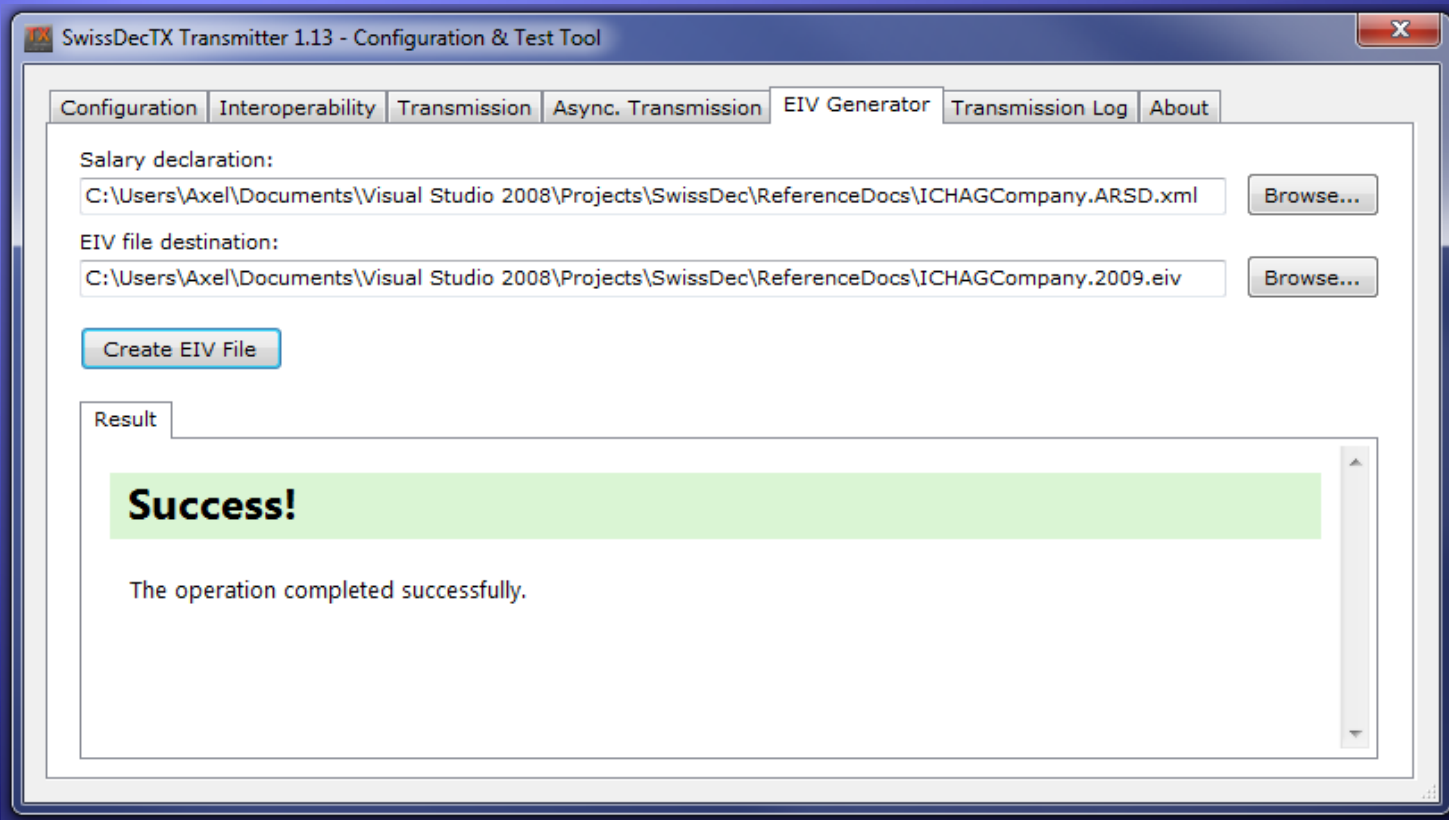 TX SwissDecTX Transmitter 1.13 - Configuration & Test Tool
Configuration Interoperability Transmission Async. Transmission EIV Generator Transmission Log About
Salary declaration:
C:\Users\Axel\Documents\Visual Studio 2008\Projects\SwissDec\ReferenceDocs\ICHAGCompany.ARSD.xml Browse...
EIV file destination:
C:\Users\Axel\Documents\Visual Studio 2008\Projects\SwissDec\ReferenceDocs\ICHAGCompany.2009.eiv Browse...
Create EIV File
Result
Success!
The operation completed successfully.